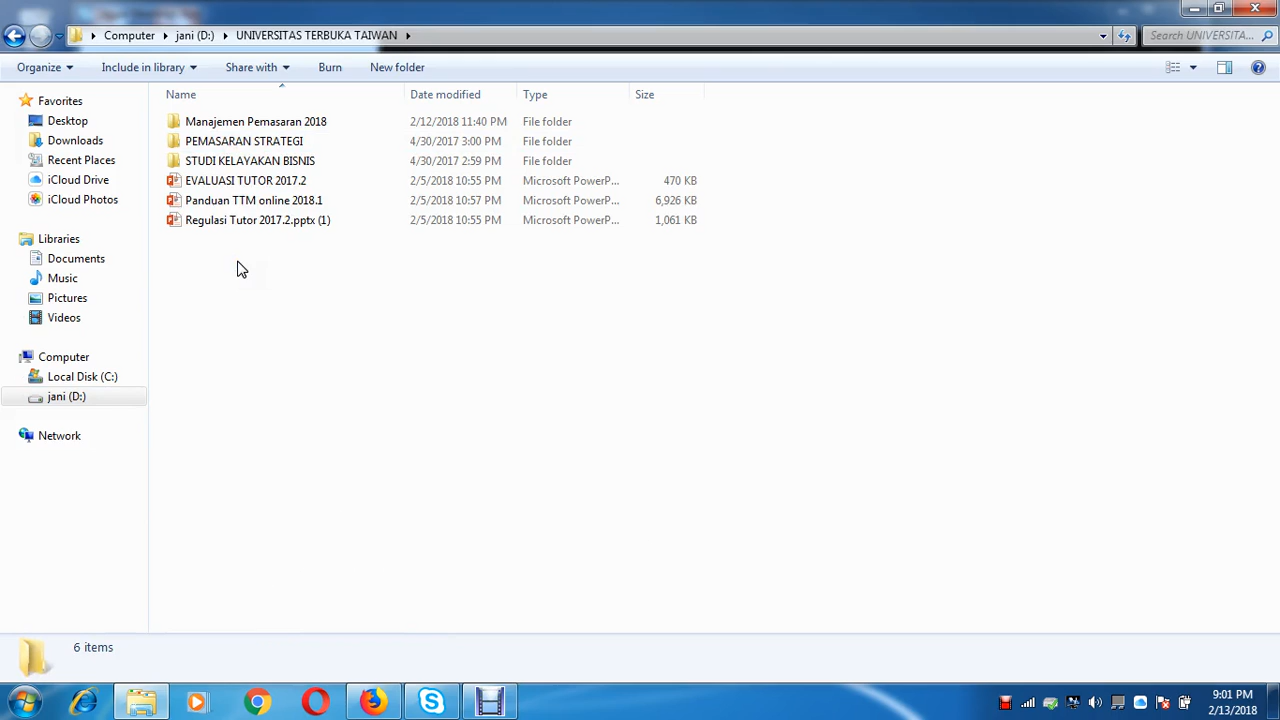 Computer jani (D:) UNIVERSITAS TERBUKA TAIWAN Search UNIVERSITA...
Organize Include in library Share with Burn New folder
Name Date modified Type Size
Favorites
Desktop
Downloads
Recent Places
iCloud Drive
iCloud Photos
Libraries
Documents
Music
Pictures
Videos
Computer
Local Disk (C:)
jani (D:)
Network
Manajemen Pemasaran 2018 2/12/2018 11:40 PM File folder
PEMASARAN STRATEGI 4/30/2017 3:00 PM File folder
STUDI KELAYAKAN BISNIS 4/30/2017 2:59 PM File folder
EVALUASI TUTOR 2017.2 2/5/2018 10:55 PM Microsoft PowerP... 470 KB
Panduan TTM online 2018.1 2/5/2018 10:57 PM Microsoft PowerP... 6,926 KB
Regulasi Tutor 2017.2.pptx (1) 2/5/2018 10:55 PM Microsoft PowerP... 1,061 KB
6 items
9:01 PM
2/13/2018